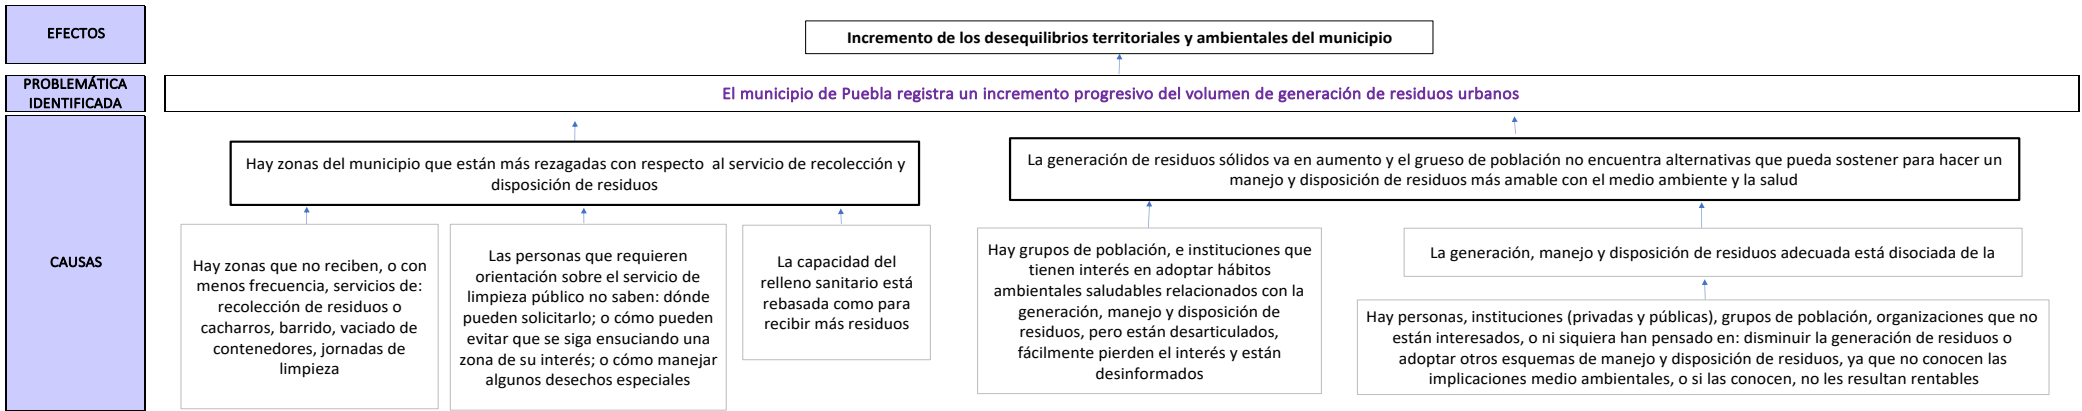 EFECTOS
Incremento de los desequilibrios territoriales y ambientales del municipio
PROBLEMÁTICA
IDENTIFICADA
El municipio de Puebla registra un incremento progresivo del volumen de generación de residuos urbanos
CAUSAS
Hay zonas del municipio que están más rezagadas con respecto al servicio de recolección y
disposición de residuos
La generación de residuos sólidos va en aumento y el grueso de población no encuentra alternativas que pueda sostener para hacer un
manejo y disposición de residuos más amable con el medio ambiente y la salud
Hay zonas que no reciben, o con
menos frecuencia, servicios de:
recolección de residuos o
cacharros, barrido, vaciado de
contenedores, jornadas de
limpieza
Las personas que requieren
orientación sobre el servicio de
limpieza público no saben: dónde
pueden solicitarlo; o cómo pueden
evitar que se siga ensuciando una
zona de su interés; o cómo manejar
algunos desechos especiales
La capacidad del
relleno sanitario está
rebasada como para
recibir más residuos
Hay grupos de población, e instituciones que
tienen interés en adoptar hábitos
ambientales saludables relacionados con la
generación, manejo y disposición de
residuos, pero están desarticulados,
fácilmente pierden el interés y están
desinformados
La generación, manejo y disposición de residuos adecuada está disociada de la
Hay personas, instituciones (privadas y públicas), grupos de población, organizaciones que no
están interesados, o ni siquiera han pensado en: disminuir la generación de residuos o
adoptar otros esquemas de manejo y disposición de residuos, ya que no conocen las
implicaciones medio ambientales, o si las conocen, no les resultan rentables